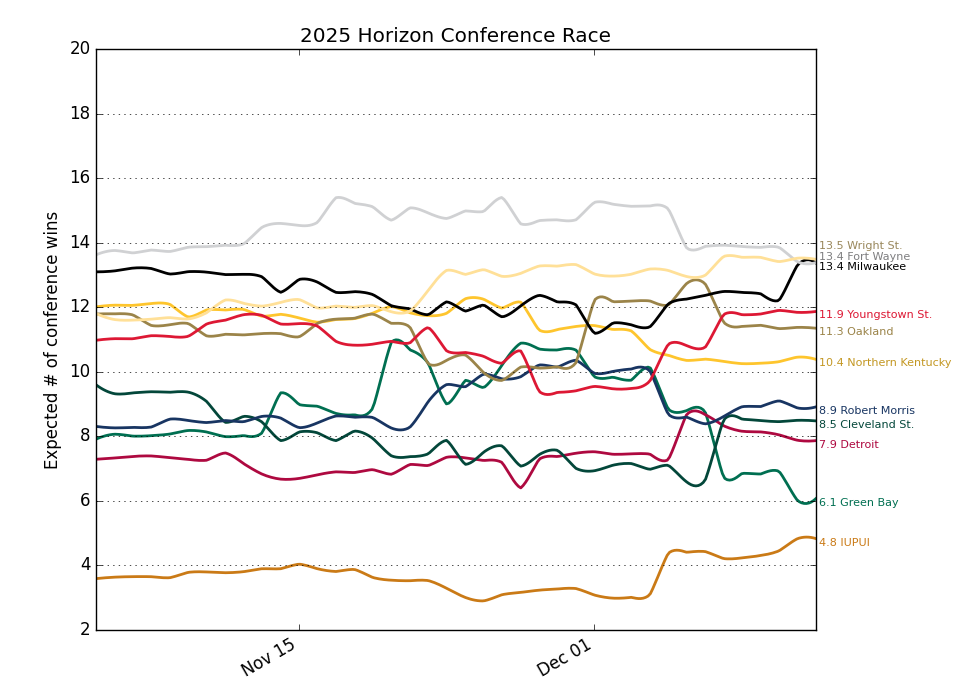 2025 Horizon Conference Race
Expected # of conference wins
20
18
16
14
12
10
8
6
4
2
Nov 15
Dec 01
13.5 Wright St.
13.4 Fort Wayne
13.4 Milwaukee
11.9 Youngstown St.
11.3 Oakland
10.4 Northern Kentucky
8.9 Robert Morris
8.5 Cleveland St.
7.9 Detroit
6.1 Green Bay
4.8 IUPUI